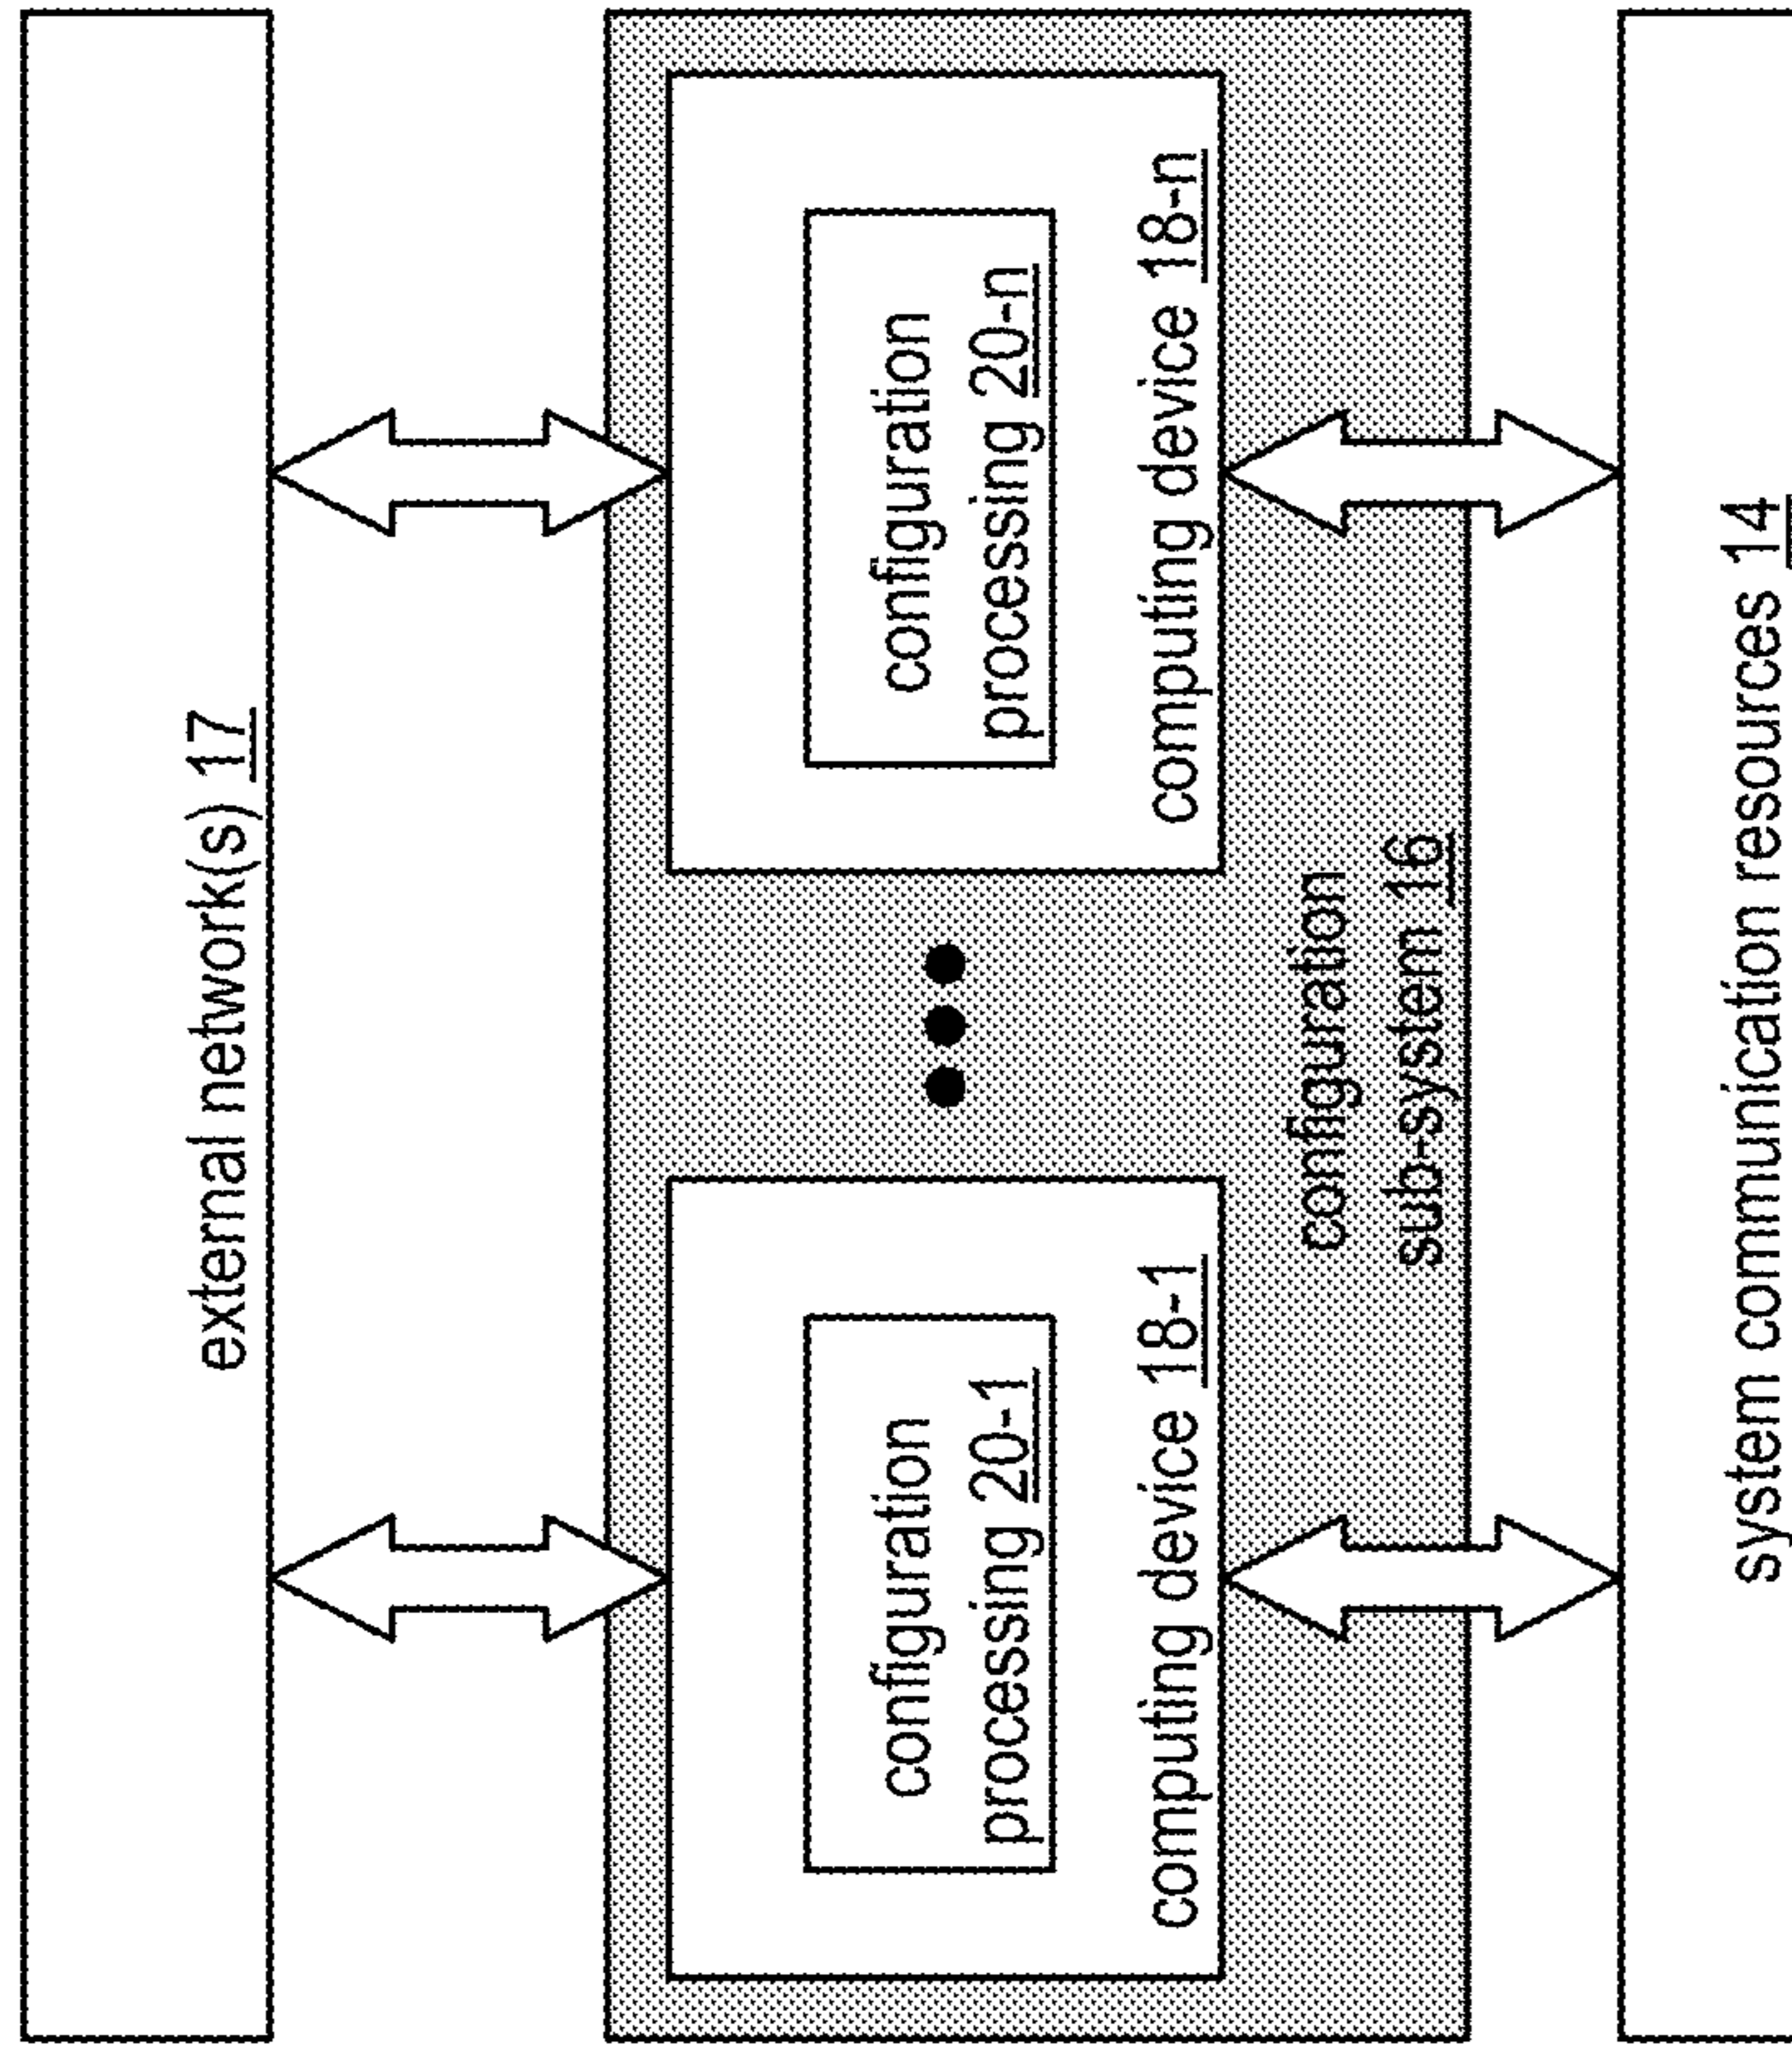 external network(s) 17
configuration
processing 20-1
computing device 18-1
configuration
processing 20-n
computing device 18-n
configuration
sub-system 16
system communication resources 14